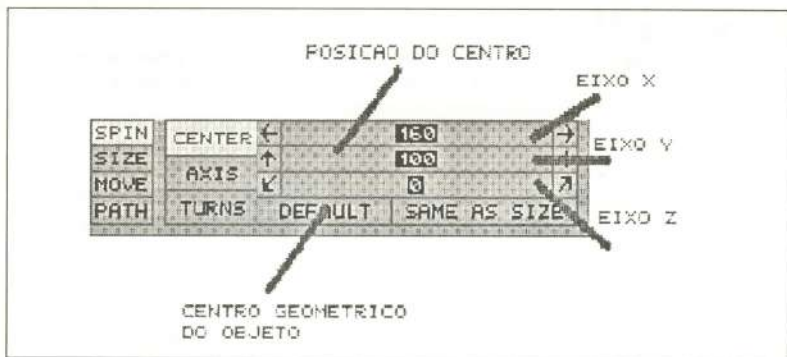 POSICAO DO CENTRO
EIXO X
SPIN CENTER ← 160 →
EIXO Y
SIZE ↑ 100
AXIS
MOVE ↙ 0 ↗
EIXO Z
PATH TURNS DEFAULT SAME AS SIZE
CENTRO GEOMETRICO
DO OBJETO